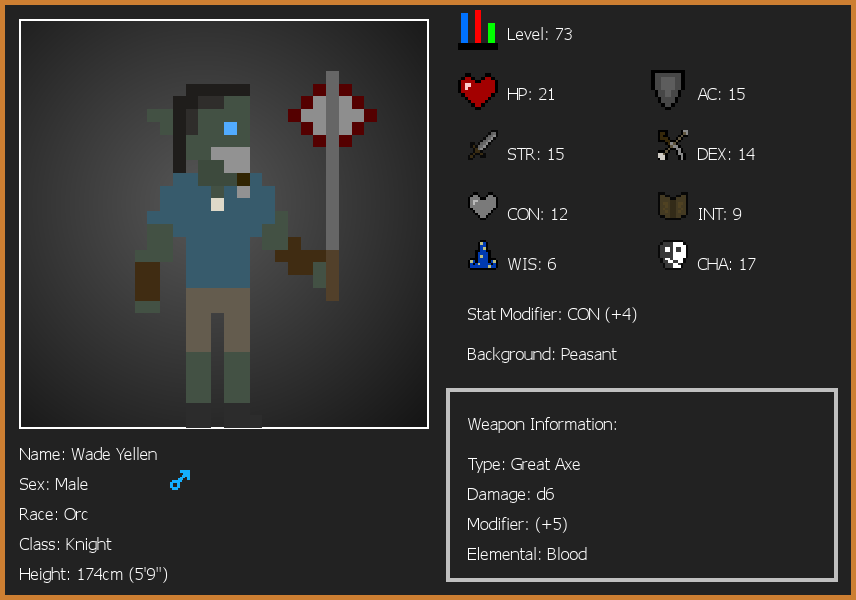 Level: 73
HP: 21
AC: 15
STR: 15
DEX: 14
CON: 12
INT: 9
WIS: 6
CHA: 17
Stat Modifier: CON (+4)
Background: Peasant
Weapon Information:
Type: Great Axe
Damage: d6
Modifier: (+5)
Elemental: Blood
Name: Wade Yellen
Sex: Male
Race: Orc
Class: Knight
Height: 174cm (5'9")